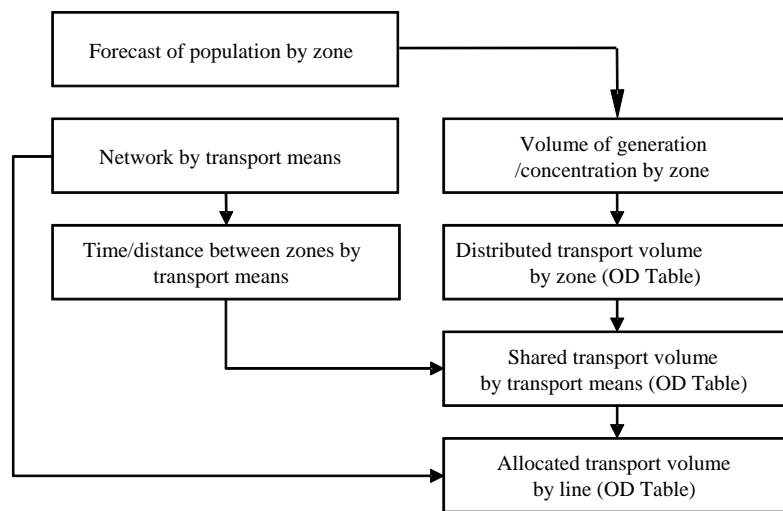 Forecast of population by zone
Network by transport means
Volume of generation
/concentration by zone
Time/distance between zones by
transport means
Distributed transport volume
by zone (OD Table)
Shared transport volume
by transport means (OD Table)
Allocated transport volume
by line (OD Table)